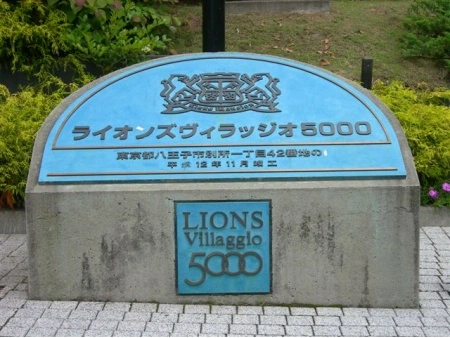 ライオンズヴィラッジオ5000
東京都八王子市別所一丁目42番地の
平成12年11月竣工
LIONS
Villaggio
5000